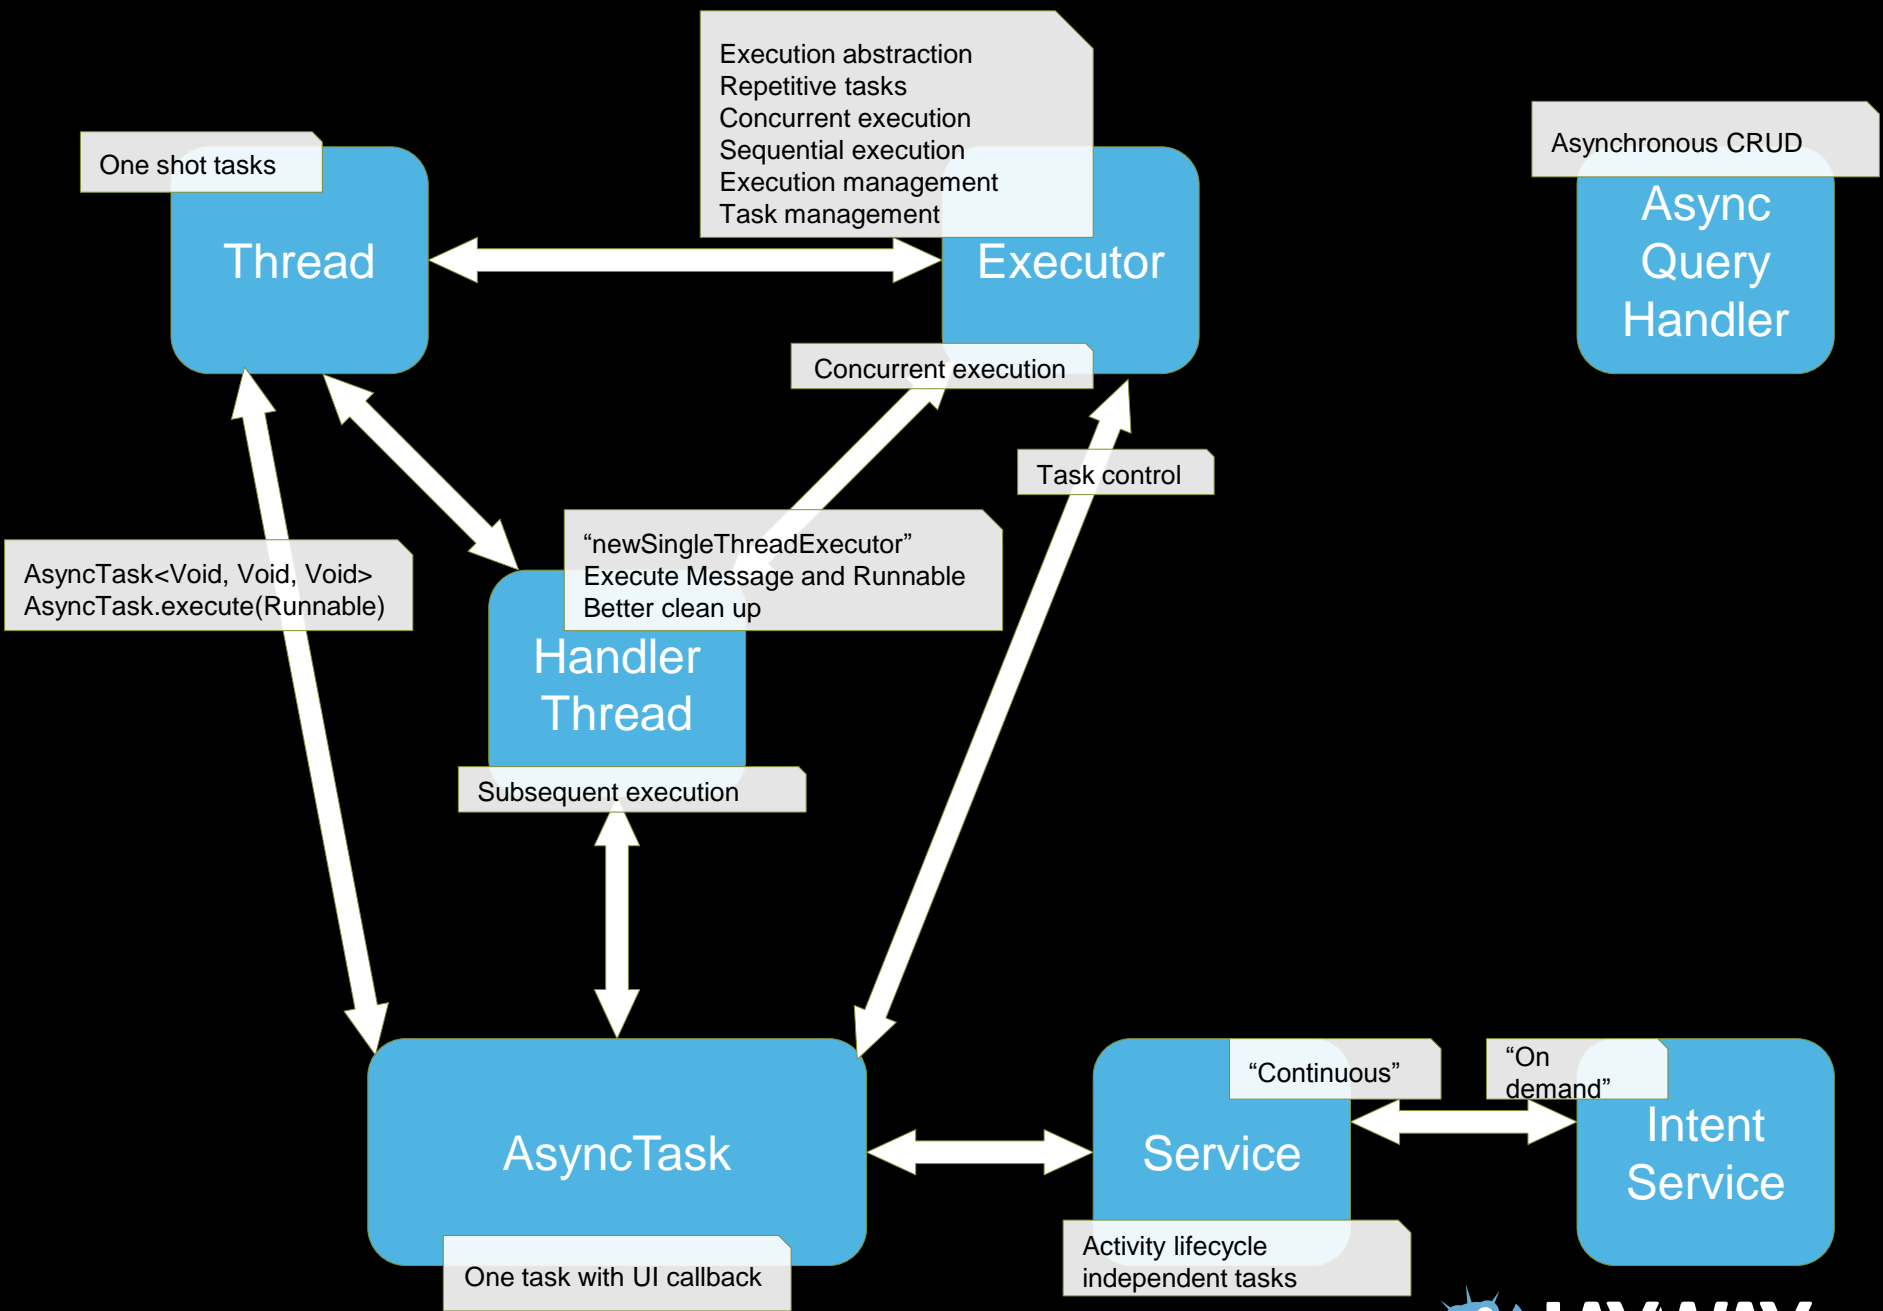 Execution abstraction
Repetitive tasks
Concurrent execution
Sequential execution
Execution management
Task management
One shot tasks
Asynchronous CRUD
Thread
Executor
Async
Query
Handler
Concurrent execution
Task control
“newSingleThreadExecutor”
Execute Message and Runnable
Better clean up
AsyncTask<Void, Void, Void>
AsyncTask.execute(Runnable)
Handler
Thread
Subsequent execution
“Continuous”
“On
demand”
AsyncTask
Service
Intent
Service
One task with UI callback
Activity lifecycle
independent tasks
JAYWAY